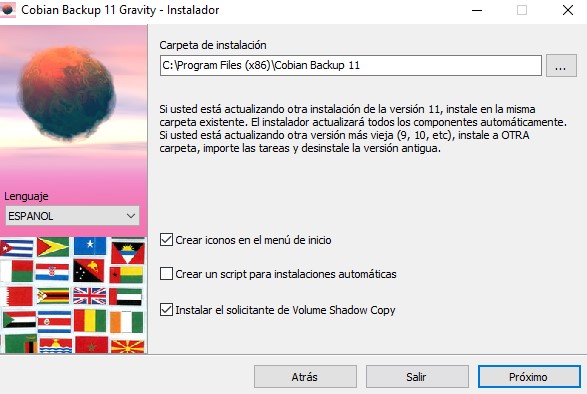 Cobian Backup 11 Gravity - Instalador
Carpeta de instalación
C:\Program Files (x86)\Cobian Backup 11
...
Si usted está actualizando otra instalación de la versión 11, instale en la misma
carpeta existente. El instalador actualizará todos los componentes automáticamente.
Si usted está actualizando otra versión más vieja (9, 10, etc), instale a OTRA
carpeta, importe las tareas y desinstale la versión antigua.
Lenguaje
ESPANOL
Crear iconos en el menú de inicio
Crear un script para instalaciones automáticas
Instalar el solicitante de Volume Shadow Copy
Atrás
Salir
Próximo